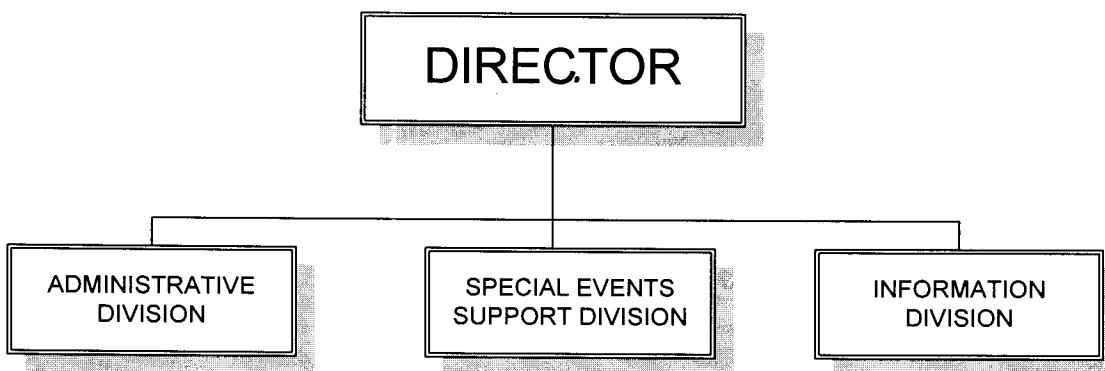 DIRECTOR
ADMINISTRATIVE
DIVISION
SPECIAL EVENTS
SUPPORT DIVISION
INFORMATION
DIVISION